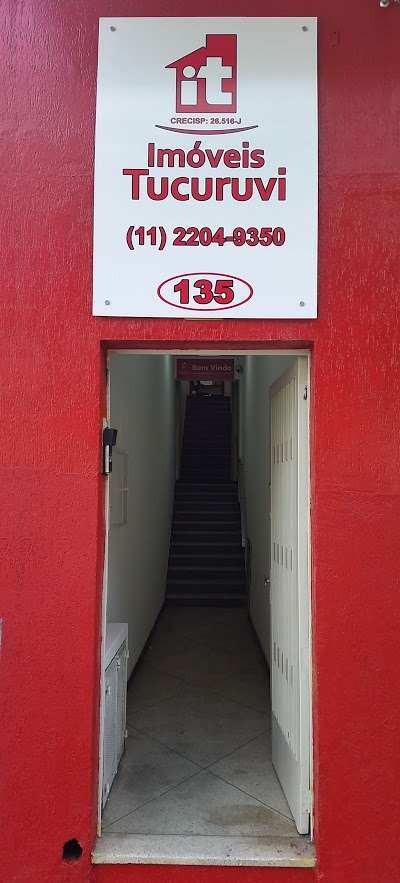 it
CRECISP: 26.516-J
Imóveis
Tucuruvi
(11) 2204-9350
135
Bem Vindo